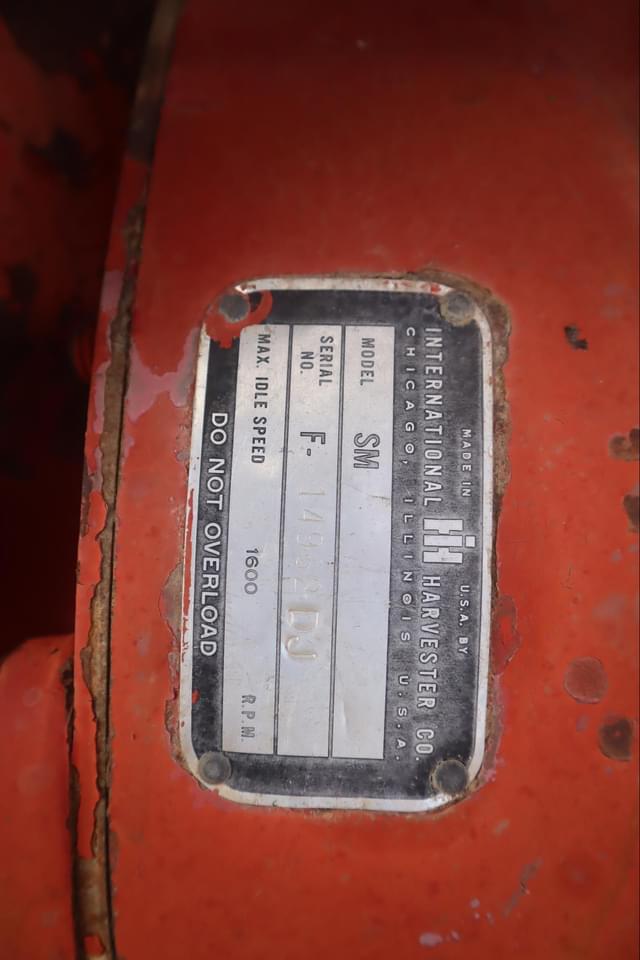 MADE IN U.S.A. BY
INTERNATIONAL IH HARVESTER CO.
CHICAGO, ILLINOIS U.S.A.
MODEL SM
SERIAL NO. F-
MAX. IDLE SPEED 1600 R.P.M.
DO NOT OVERLOAD